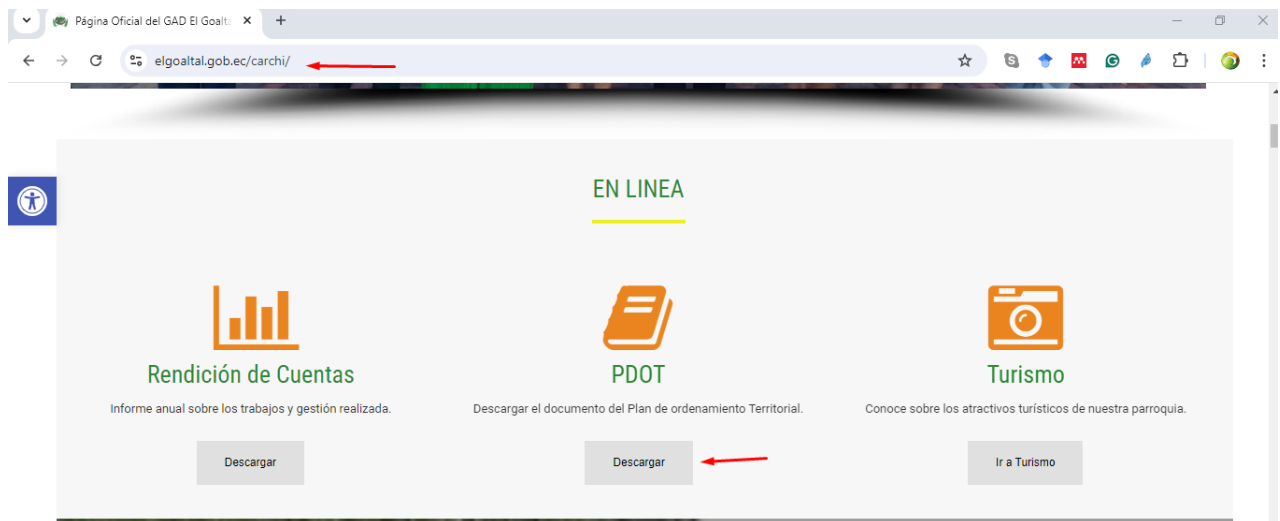 Página Oficial del GAD El Goalta
elgoaltal.gob.ec/carchi/
EN LINEA
Rendición de Cuentas
Informe anual sobre los trabajos y gestión realizada.
Descargar
PDOT
Descargar el documento del Plan de ordenamiento Territorial.
Descargar
Turismo
Conoce sobre los atractivos turísticos de nuestra parroquia.
Ir a Turismo